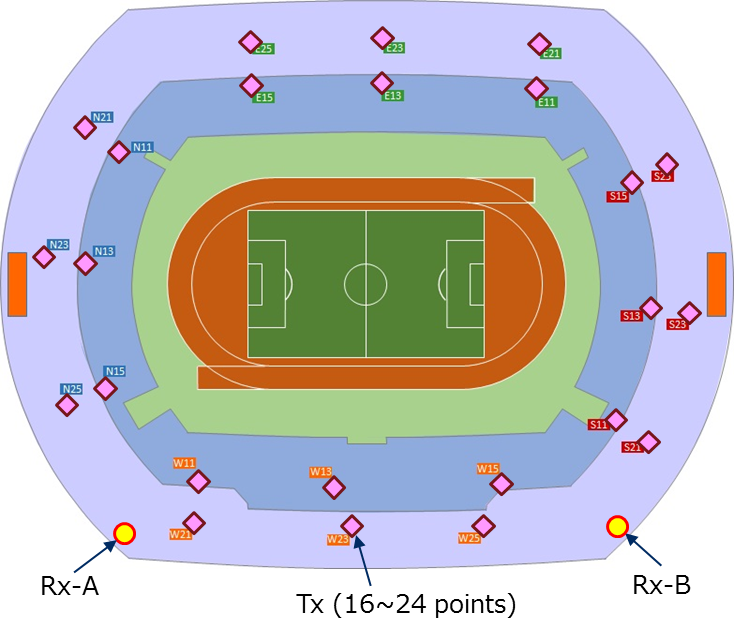 E25
E23
E21
E15
E13
E11
N21
N11
S25
S15
N23
N13
S13
S23
N15
N25
S11
S21
W11
W13
W15
W21
W23
W25
Rx-A
Rx-B
Tx (16~24 points)